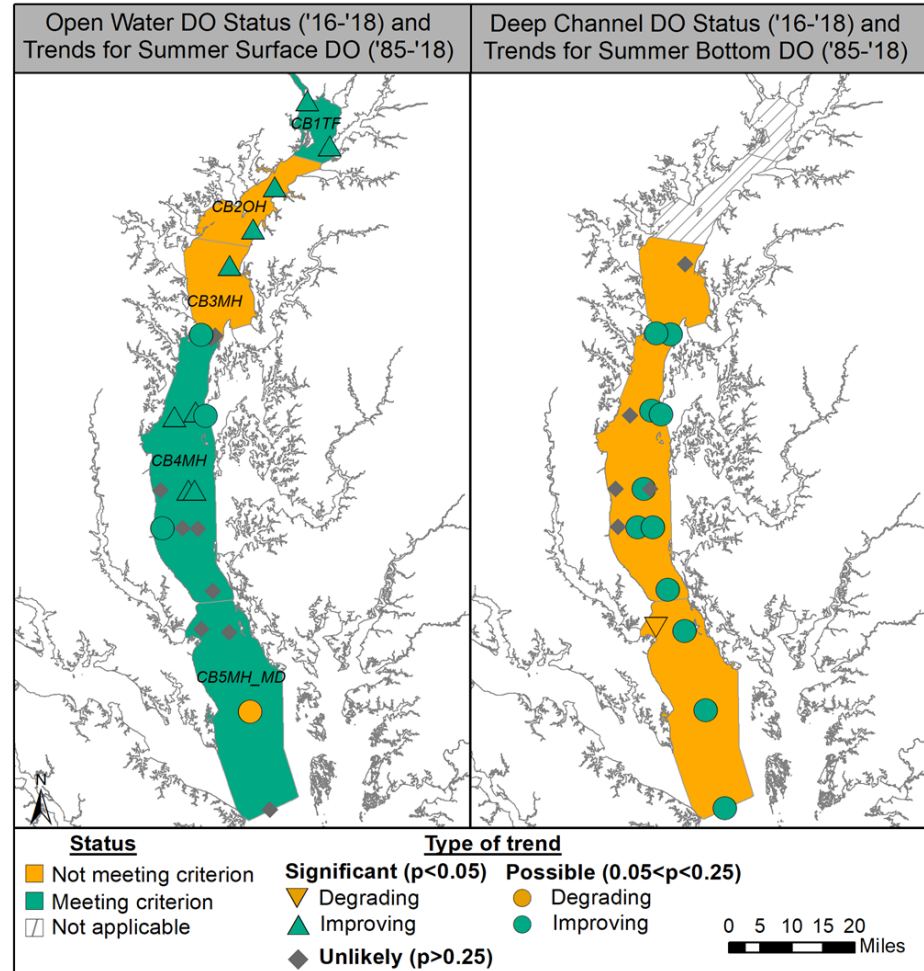 Open Water DO Status ('16-'18) and
Trends for Summer Surface DO ('85-'18)
Deep Channel DO Status ('16-'18) and
Trends for Summer Bottom DO ('85-'18)
CB1TF
CB2OH
CB3MH
CB4MH
CB5MH_MD
N
Status
Not meeting criterion
Meeting criterion
Not applicable
Type of trend
Significant (p<0.05)
Degrading
Improving
Unlikely (p>0.25)
Possible (0.05<p<0.25)
Degrading
Improving
0 5 10 15 20
Miles